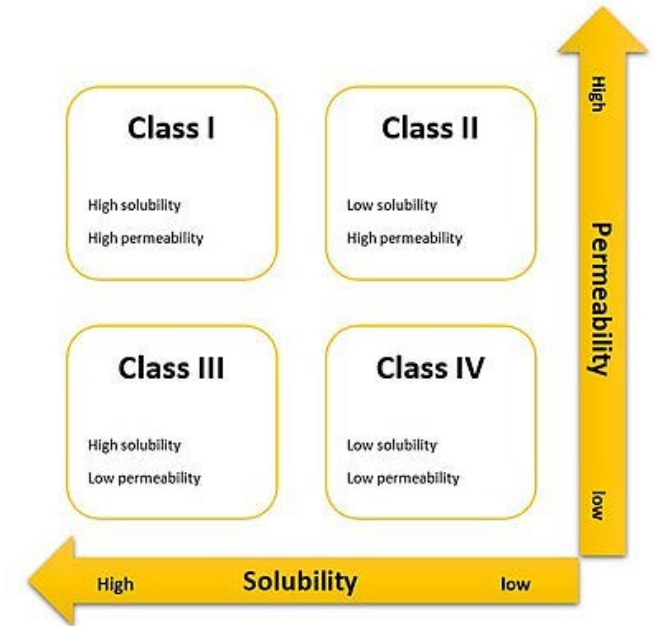 Class I
High solubility
High permeability
Class II
Low solubility
High permeability
Class III
High solubility
Low permeability
Class IV
Low solubility
Low permeability
High
Permeability
low
High Solubility low